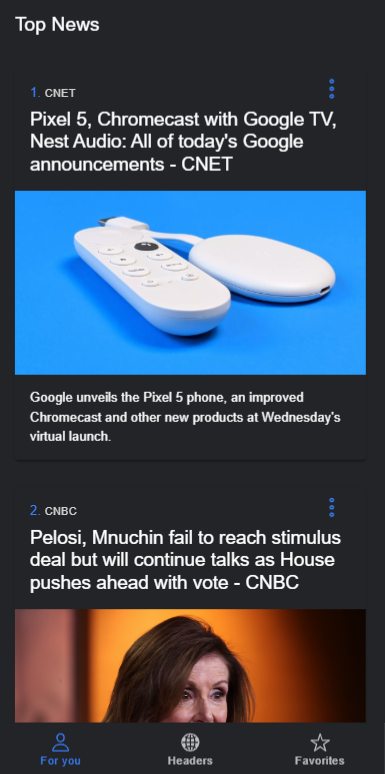 Top News
1. CNET
Pixel 5, Chromecast with Google TV,
Nest Audio: All of today's Google
announcements - CNET
Google unveils the Pixel 5 phone, an improved
Chromecast and other new products at Wednesday's
virtual launch.
2. CNBC
Pelosi, Mnuchin fail to reach stimulus
deal but will continue talks as House
pushes ahead with vote - CNBC
For you
Headers
Favorites